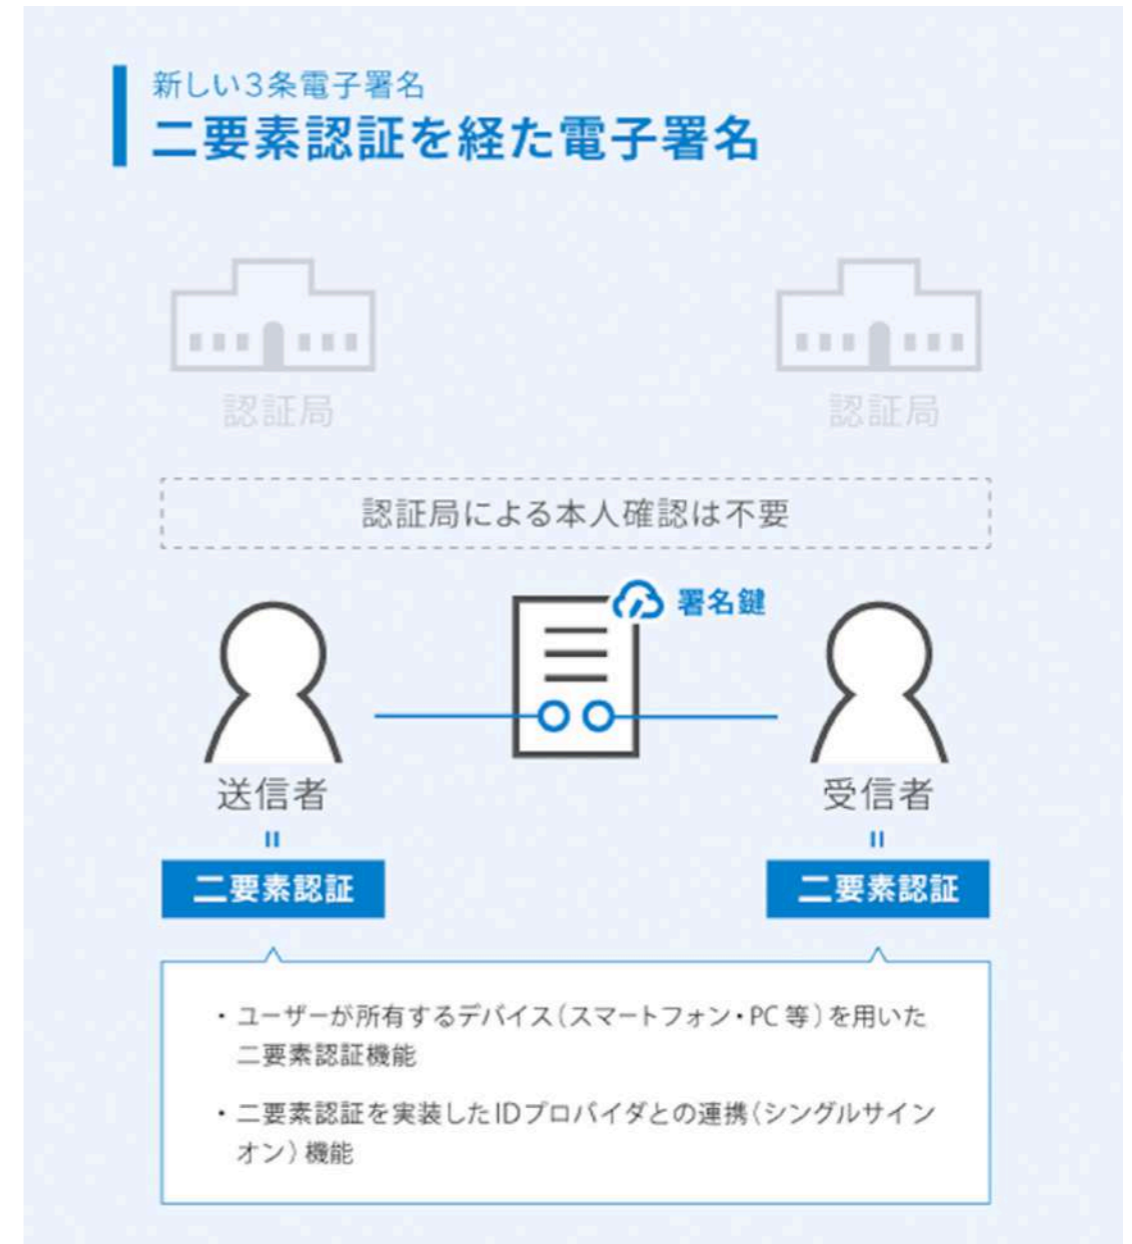 新しい3条電子署名
二要素認証を経た電子署名
認証局
認証局
認証局による本人確認は不要
署名鍵
送信者
受信者
二要素認証
二要素認証
・ユーザーが所有するデバイス（スマートフォン・PC 等）を用いた
二要素認証機能
・二要素認証を実装したIDプロバイダとの連携（シングルサイン
オン）機能